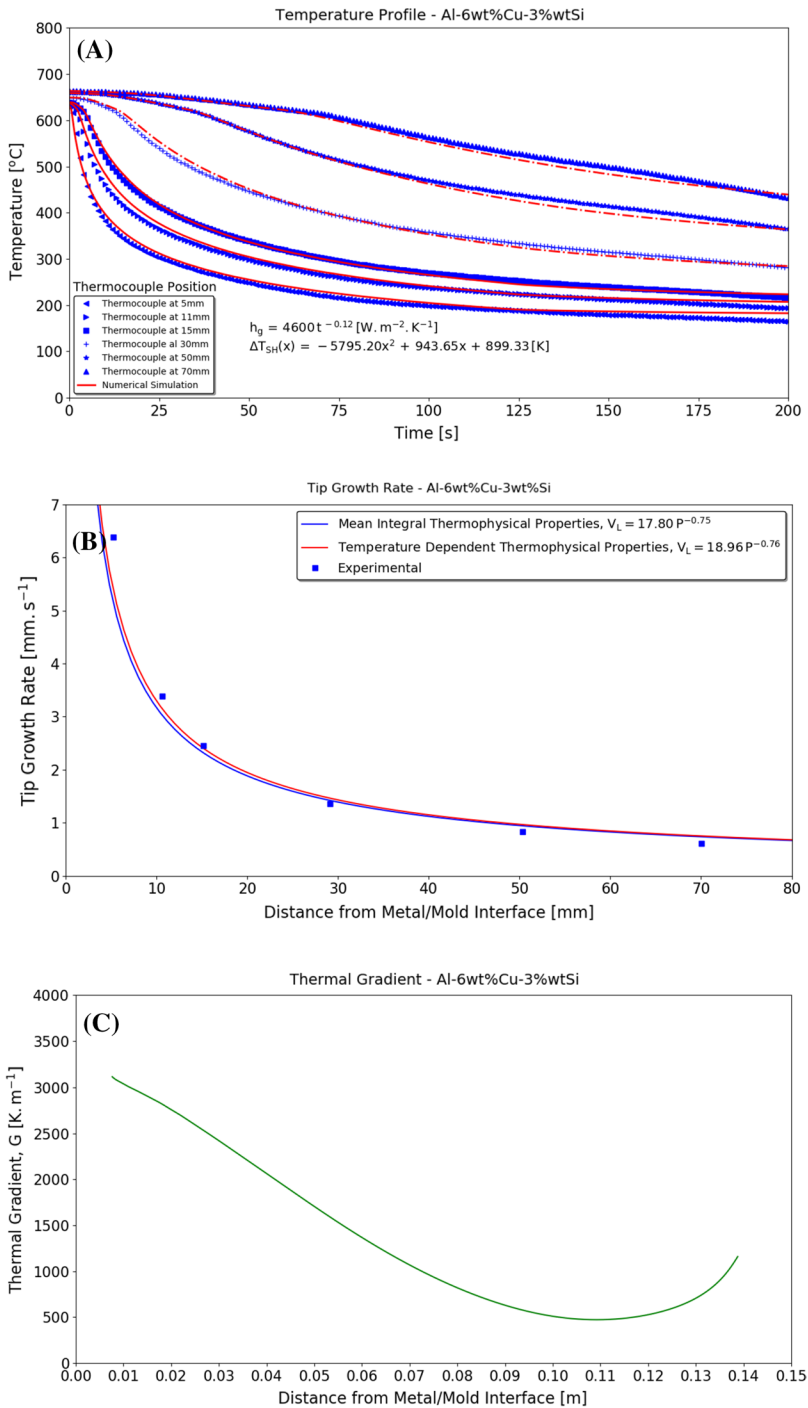 Temperature Profile - Al-6wt%Cu-3%wtSi
(A)
800
700
600
500
400
300
200
100
0
Temperature [°C]
Thermocouple Position
Thermocouple at 5mm
Thermocouple at 11mm
Thermocouple at 15mm
Thermocouple al 30mm
Thermocouple at 50mm
Thermocouple at 70mm
Numerical Simulation
h_g = 4600 t^−0.12 [W. m^−2. K^−1]
ΔT_SH(x) = −5795.20x² + 943.65x + 899.33 [K]
0 25 50 75 100 125 150 175 200
Time [s]
Tip Growth Rate - Al-6wt%Cu-3wt%Si
(B)
7
6
5
4
3
2
1
0
Tip Growth Rate [mm. s^−1]
Mean Integral Thermophysical Properties, V_L = 17.80 P^−0.75
Temperature Dependent Thermophysical Properties, V_L = 18.96 P^−0.76
Experimental
0 10 20 30 40 50 60 70 80
Distance from Metal/Mold Interface [mm]
Thermal Gradient - Al-6wt%Cu-3%wtSi
(C)
4000
3500
3000
2500
2000
1500
1000
500
0
Thermal Gradient, G [K. m^−1]
0.00 0.01 0.02 0.03 0.04 0.05 0.06 0.07 0.08 0.09 0.10 0.11 0.12 0.13 0.14 0.15
Distance from Metal/Mold Interface [m]